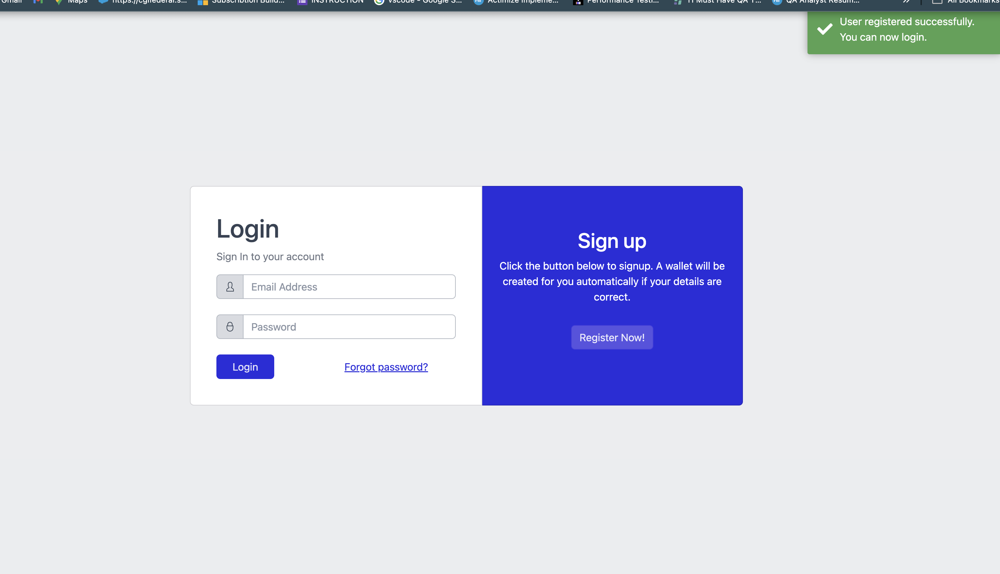 Gmail
Maps
https://cgifederal.s...
Subscription Build...
INSTRUCTION
vscode - Google S...
Actimize Impleme...
Performance Testi...
11 Must Have QA T...
QA Analyst Resum...
All Bookmarks
User registered successfully.
You can now login.
Login
Sign In to your account
Email Address
Password
Login
Forgot password?
Sign up
Click the button below to signup. A wallet will be
created for you automatically if your details are
correct.
Register Now!